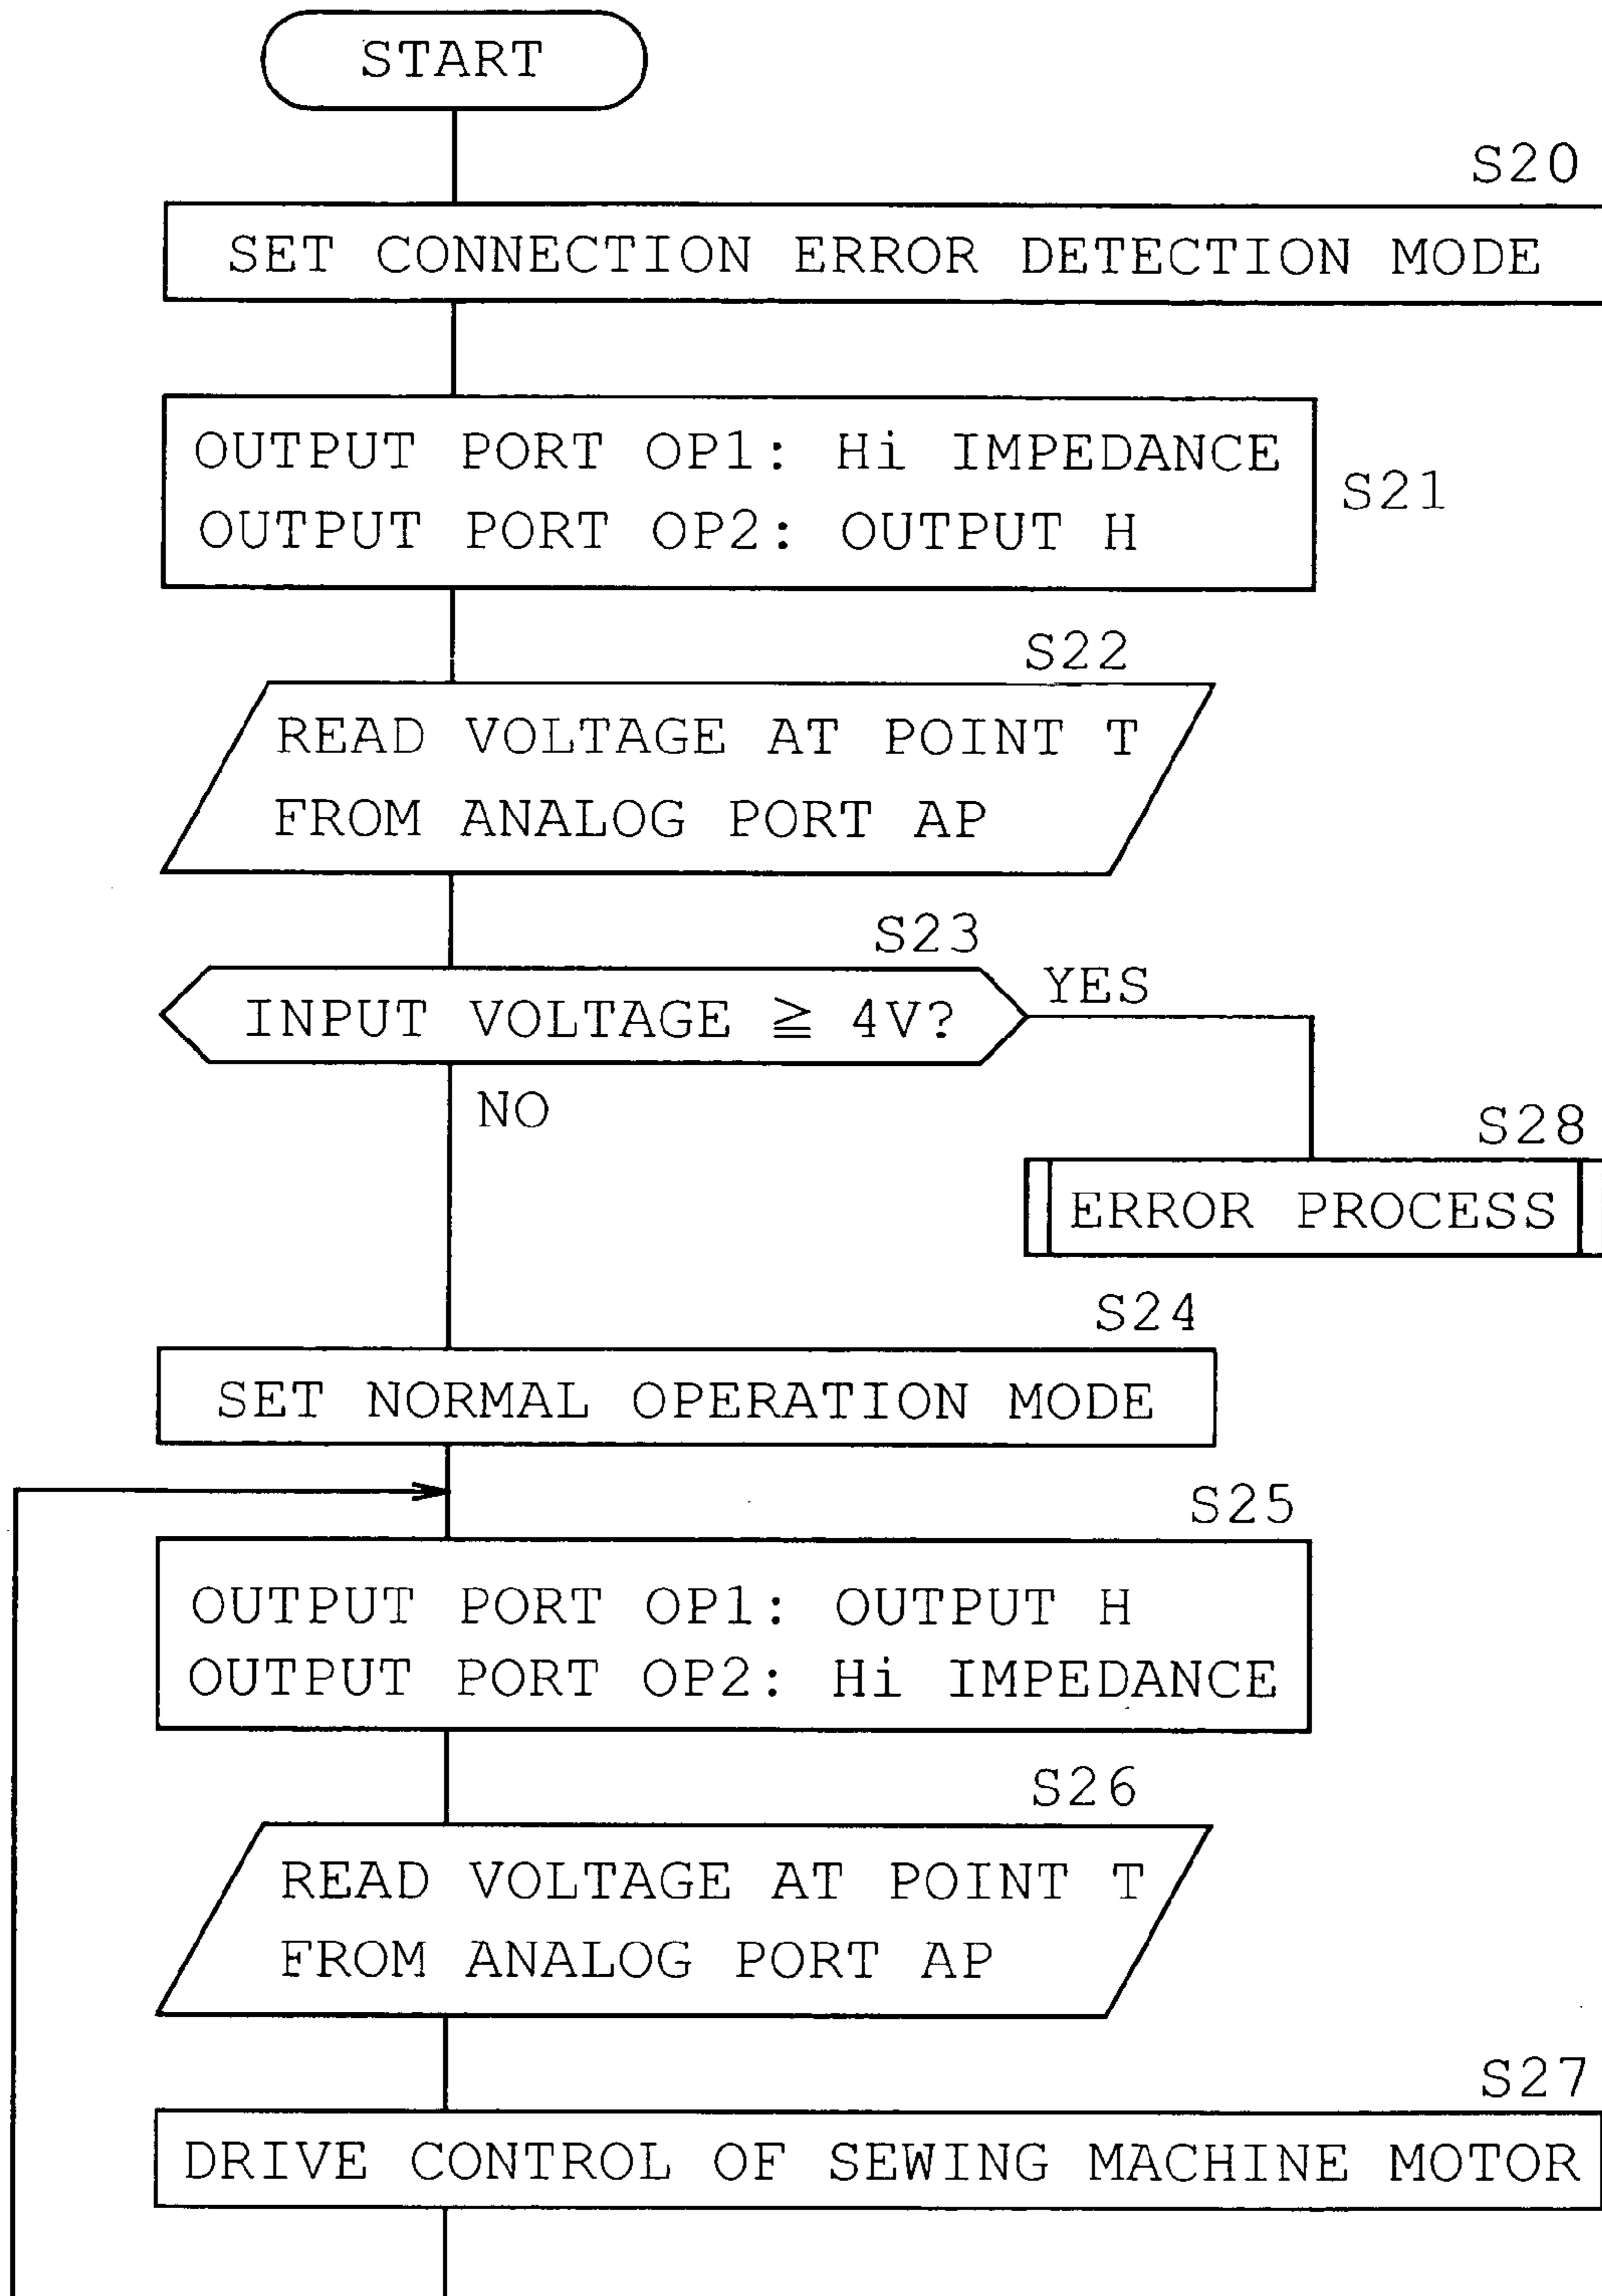 START
S20
SET CONNECTION ERROR DETECTION MODE
OUTPUT PORT OP1: Hi IMPEDANCE
OUTPUT PORT OP2: OUTPUT H
S21
S22
READ VOLTAGE AT POINT T
FROM ANALOG PORT AP
S23
INPUT VOLTAGE ≧ 4V?
YES
NO
S28
ERROR PROCESS
S24
SET NORMAL OPERATION MODE
S25
OUTPUT PORT OP1: OUTPUT H
OUTPUT PORT OP2: Hi IMPEDANCE
S26
READ VOLTAGE AT POINT T
FROM ANALOG PORT AP
S27
DRIVE CONTROL OF SEWING MACHINE MOTOR